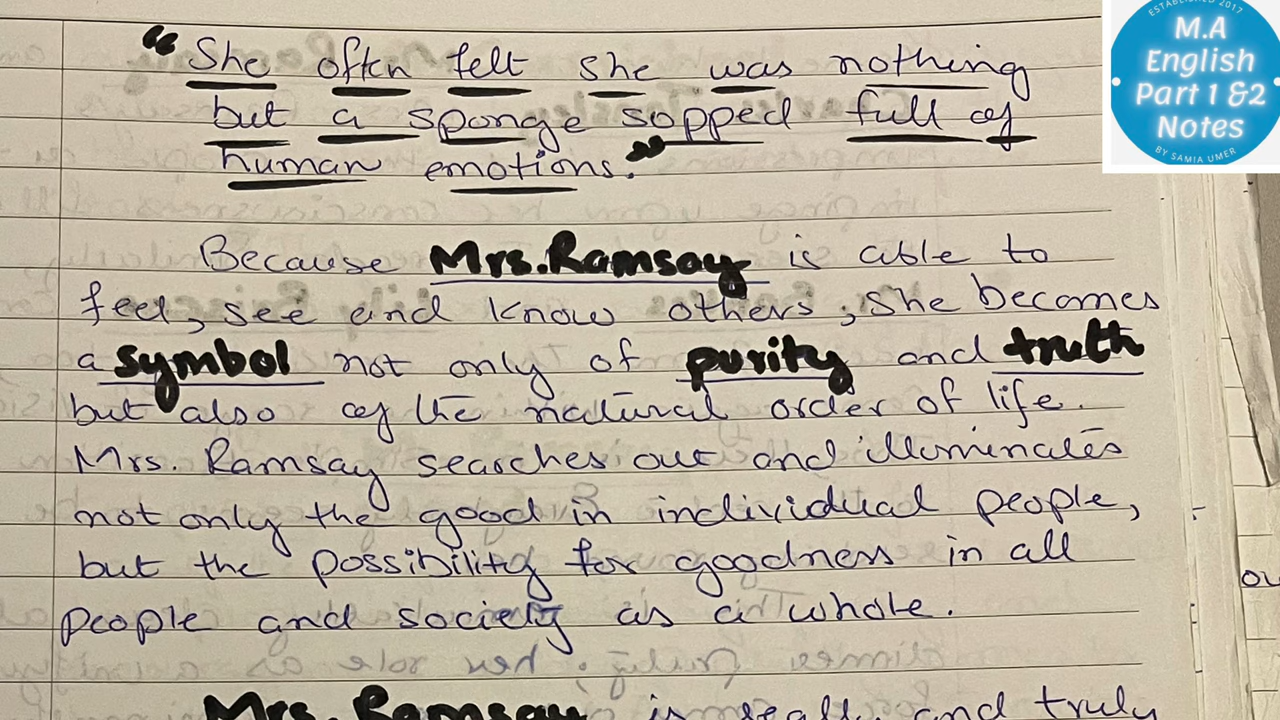 "She often felt she was nothing
but a sponge sopped full of
human emotions."
Because Mrs. Ramsay is able to
feel, see and know others, she becomes
a symbol not only of purity and truth
but also of the natural order of life.
Mrs. Ramsay searches out and illuminates
not only the good in individual people,
but the possibility for goodness in all
people and society as a whole.
Mrs. Ramsay is really and truly
ESTABLISHED 2017
M.A
English
Part 1 &2
Notes
BY SAMIA UMER